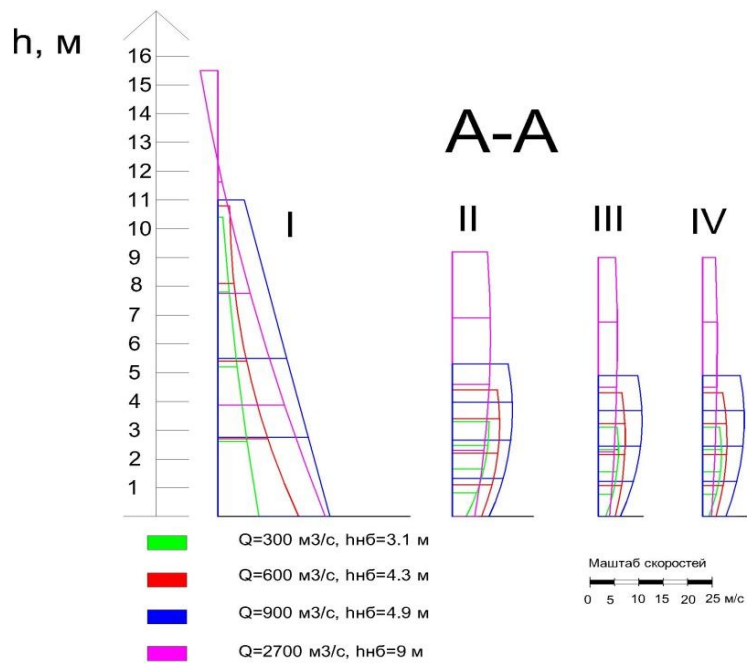 h, м
16
15
14
13
12
11
10
9
8
7
6
5
4
3
2
1
А-А
I
II
III
IV
Q=300 м3/с, hнб=3.1 м
Q=600 м3/с, hнб=4.3 м
Q=900 м3/с, hнб=4.9 м
Q=2700 м3/с, hнб=9 м
Маштаб скоростей
0 5 10 15 20 25 м/с